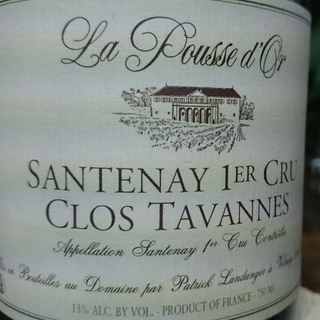 La Pousse d'Or
SANTENAY 1ER CRU
CLOS TAVANNES
Appellation Santenay 1er Cru Contrôlée
en Bouteilles au Domaine par Patrick Landanger à
13% ALC. BY VOL. - PRODUCT OF FRANCE - 750 ML